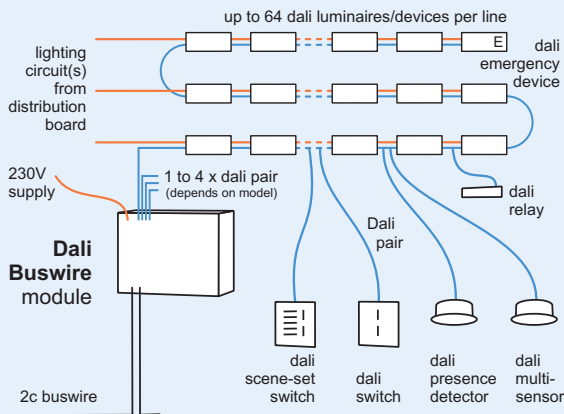 up to 64 dali luminaires/devices per line
lighting
circuit(s)
from
distribution
board
E
dali
emergency
device
230V
supply
1 to 4 x dali pair
(depends on model)
dali
relay
Dali
pair
Dali
Buswire
module
dali
scene-set
switch
dali
switch
dali
presence
detector
dali
multi-
sensor
2c buswire